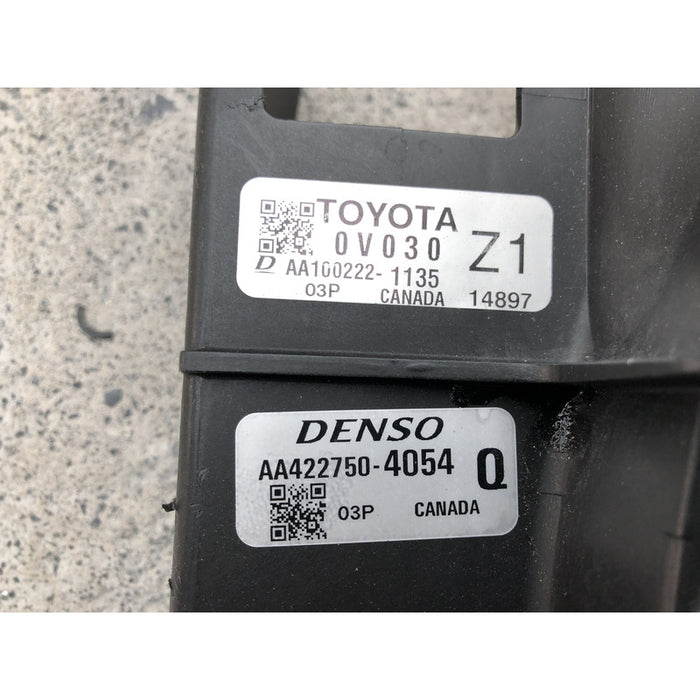 TOYOTA
0V030 Z1
D AA100222-1135
03P CANADA 14897
DENSO
AA422750-4054 Q
03P CANADA